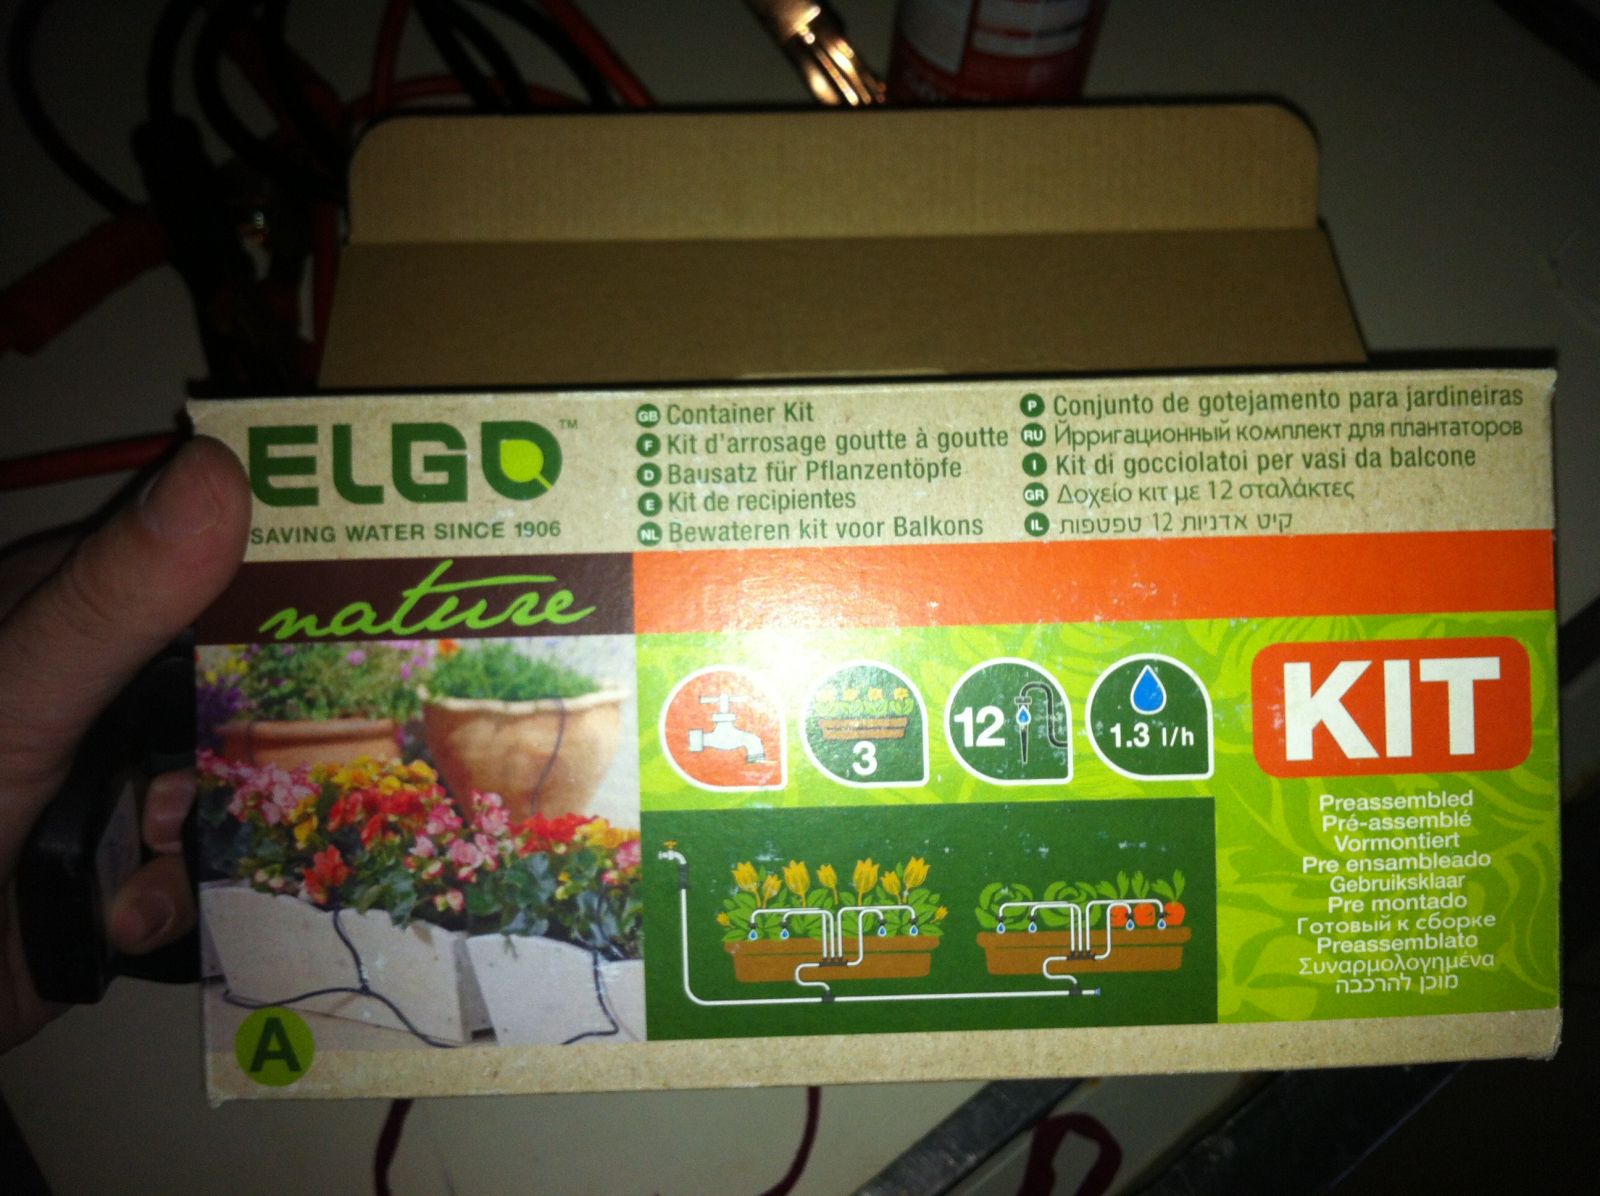 ELGO™
SAVING WATER SINCE 1906
GB Container Kit
F Kit d'arrosage goutte à goutte
D Bausatz für Pflanzentöpfe
E Kit de recipientes
NL Bewateren kit voor Balkons
P Conjunto de gotejamento para jardineiras
RU Йрригационный комплект для плантаторов
I Kit di gocciolatoi per vasi da balcone
GR Δοχείο κιτ με 12 σταλάκτες
IL קיט אדניות 12 טפטפות
nature
3
12
1.3 l/h
KIT
Preassembled
Pré-assemblé
Vormontiert
Pre ensambleado
Gebruiksklaar
Pre montado
Готовый к сборке
Preassemblato
Συναρμολογημένα
מוכן להרכבה
A